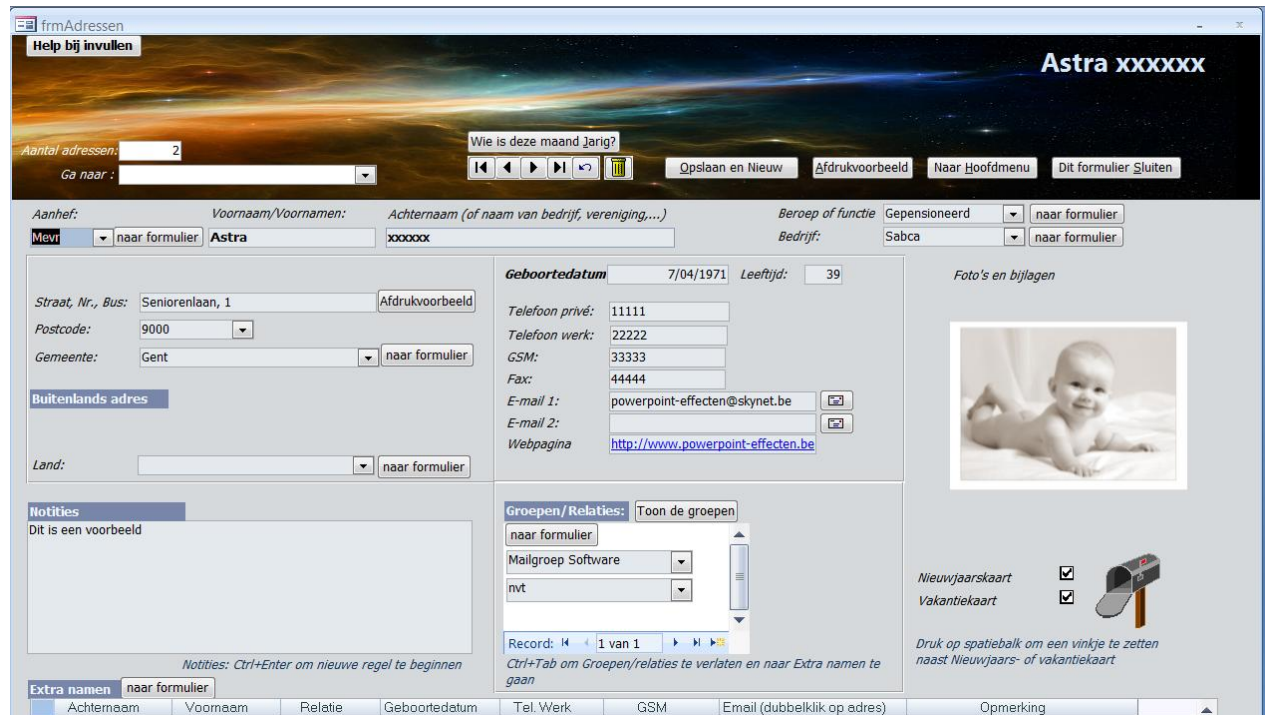 frmAdressen
Help bij invullen
Astra xxxxxx
Wie is deze maand Jarig?
Aantal adressen: 2
Ga naar :
Opslaan en Nieuw Afdrukvoorbeeld Naar Hoofdmenu Dit formulier Sluiten
Aanhef: Voornaam/Voornamen: Achternaam (of naam van bedrijf, vereniging,...) Beroep of functie Gepensioneerd naar formulier
Mevr naar formulier Astra xxxxxx Bedrijf: Sabca naar formulier
Geboortedatum 7/04/1971 Leeftijd: 39 Foto's en bijlagen
Straat, Nr., Bus: Seniorenlaan, 1 Afdrukvoorbeeld
Telefoon privé: 11111
Postcode: 9000
Telefoon werk: 22222
Gemeente: Gent naar formulier
GSM: 33333
Fax: 44444
Buitenlands adres
E-mail 1: powerpoint-effecten@skynet.be
E-mail 2:
Webpagina http://www.powerpoint-effecten.be
Land: naar formulier
Notities
Dit is een voorbeeld
Groepen/Relaties: Toon de groepen
naar formulier
Mailgroep Software
nvt
Record: 1 van 1
Nieuwjaarskaart
Vakantiekaart
Druk op spatiebalk om een vinkje te zetten
naast Nieuwjaars- of vakantiekaart
Notities: Ctrl+Enter om nieuwe regel te beginnen
Ctrl+Tab om Groepen/relaties te verlaten en naar Extra namen te
gaan
Extra namen naar formulier
Achternaam Voornaam Relatie Geboortedatum Tel. Werk GSM Email (dubbelklik op adres) Opmerking